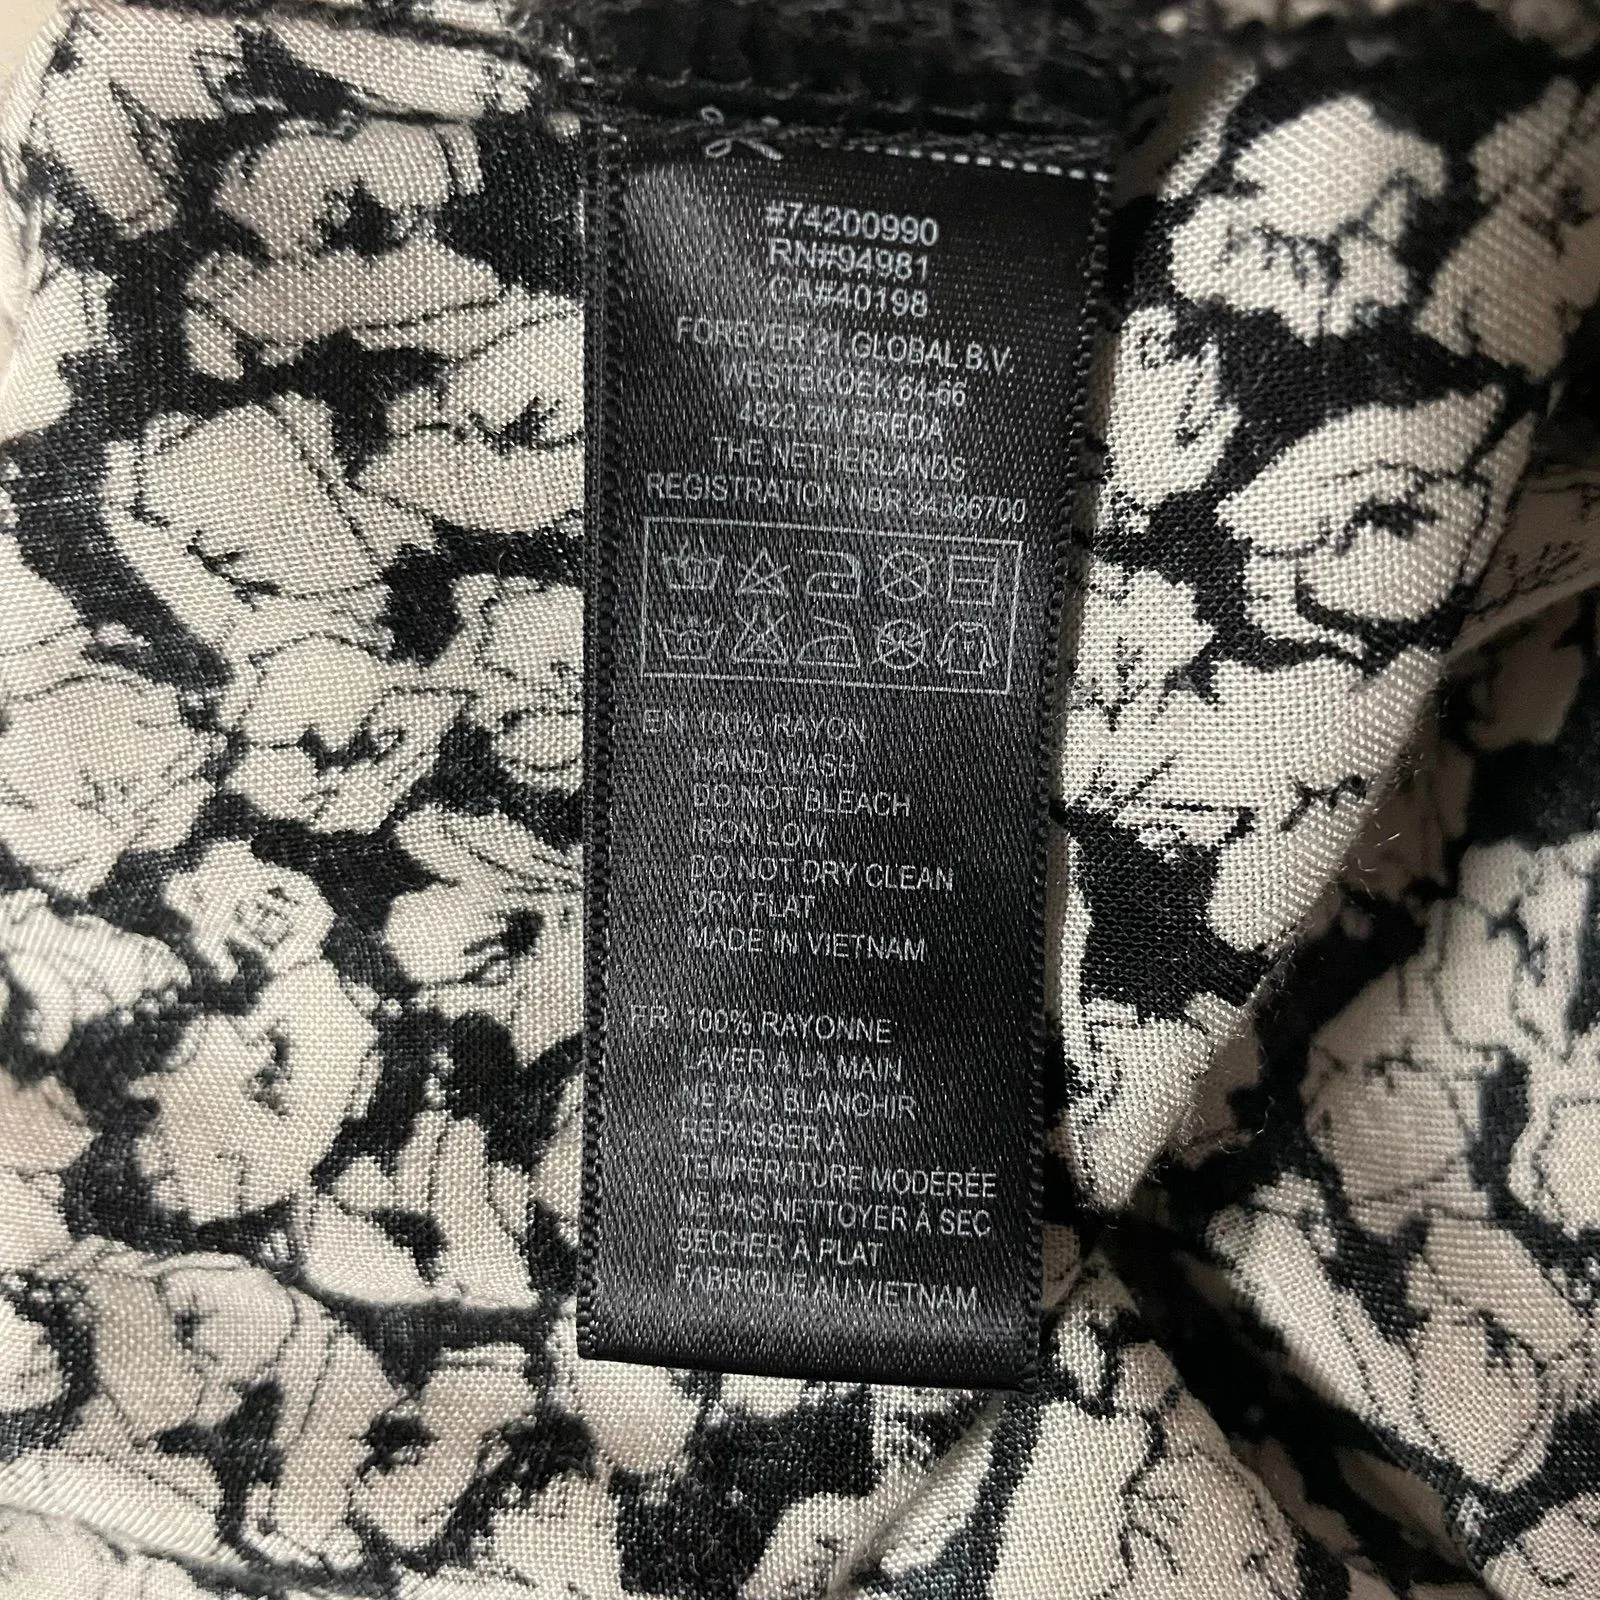 #74200990
RN#94981
CA#40198
FOREVER 21 GLOBAL B.V.
WESTBROEK 64-66
4822 ZW BREDA
THE NETHERLANDS
REGISTRATION NBR 34386700
EN 100% RAYON
HAND WASH
DO NOT BLEACH
IRON LOW
DO NOT DRY CLEAN
DRY FLAT
MADE IN VIETNAM
FR 100% RAYONNE
LAVER À LA MAIN
NE PAS BLANCHIR
REPASSER À
TEMPÉRATURE MODÉRÉE
NE PAS NETTOYER À SEC
SÉCHER À PLAT
FABRIQUÉ AU VIETNAM